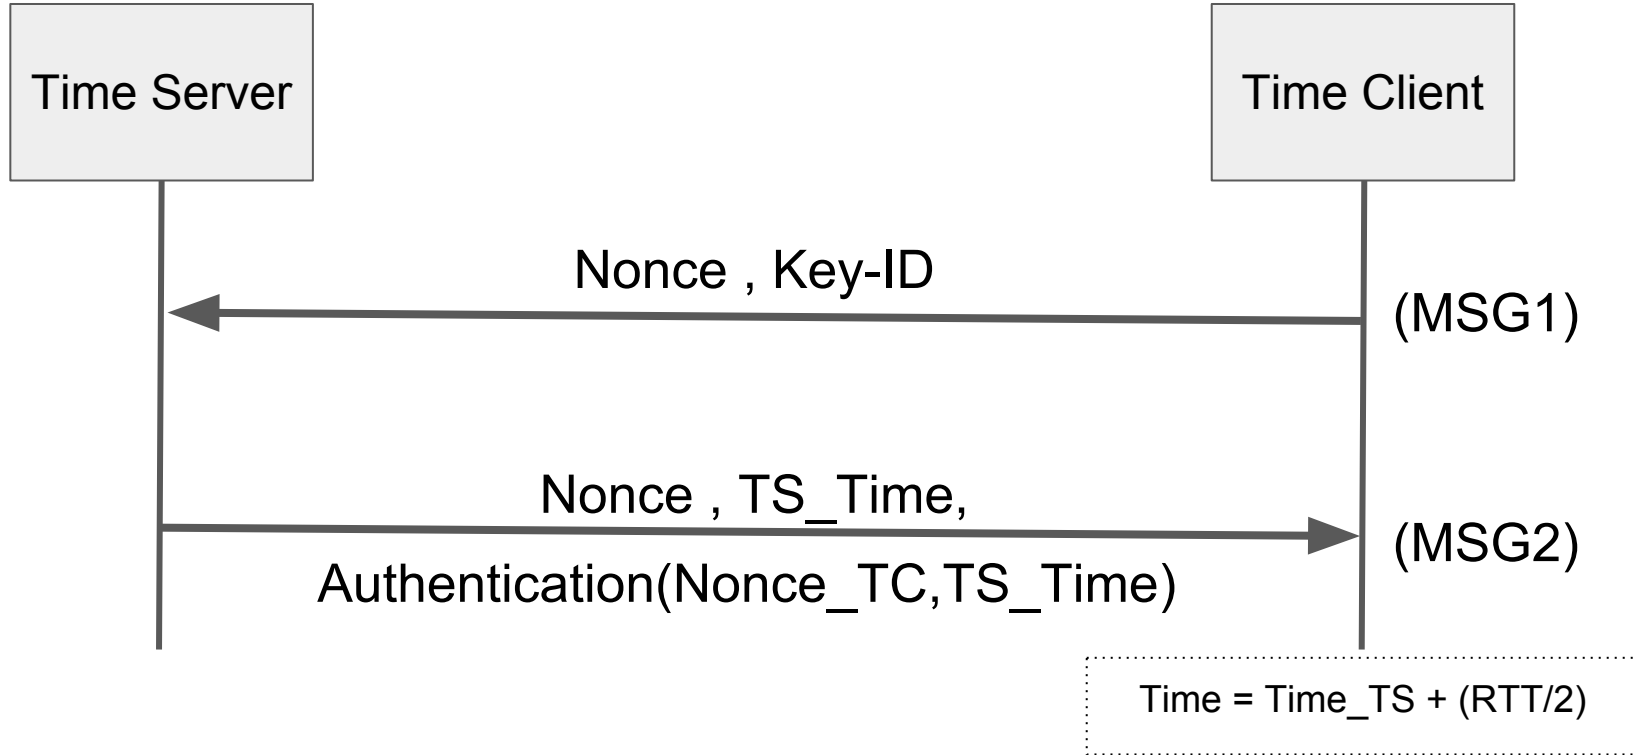 Time Server
Time Client
Nonce , Key-ID
(MSG1)
Nonce , TS_Time,
(MSG2)
Authentication(Nonce_TC,TS_Time)
Time = Time_TS + (RTT/2)